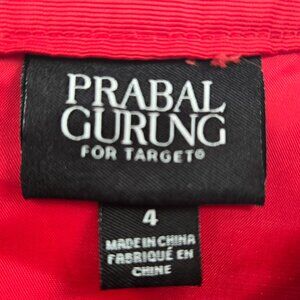 PRABAL
GURUNG
FOR TARGET®
4
MADE IN CHINA
FABRIQUÉ EN
CHINE